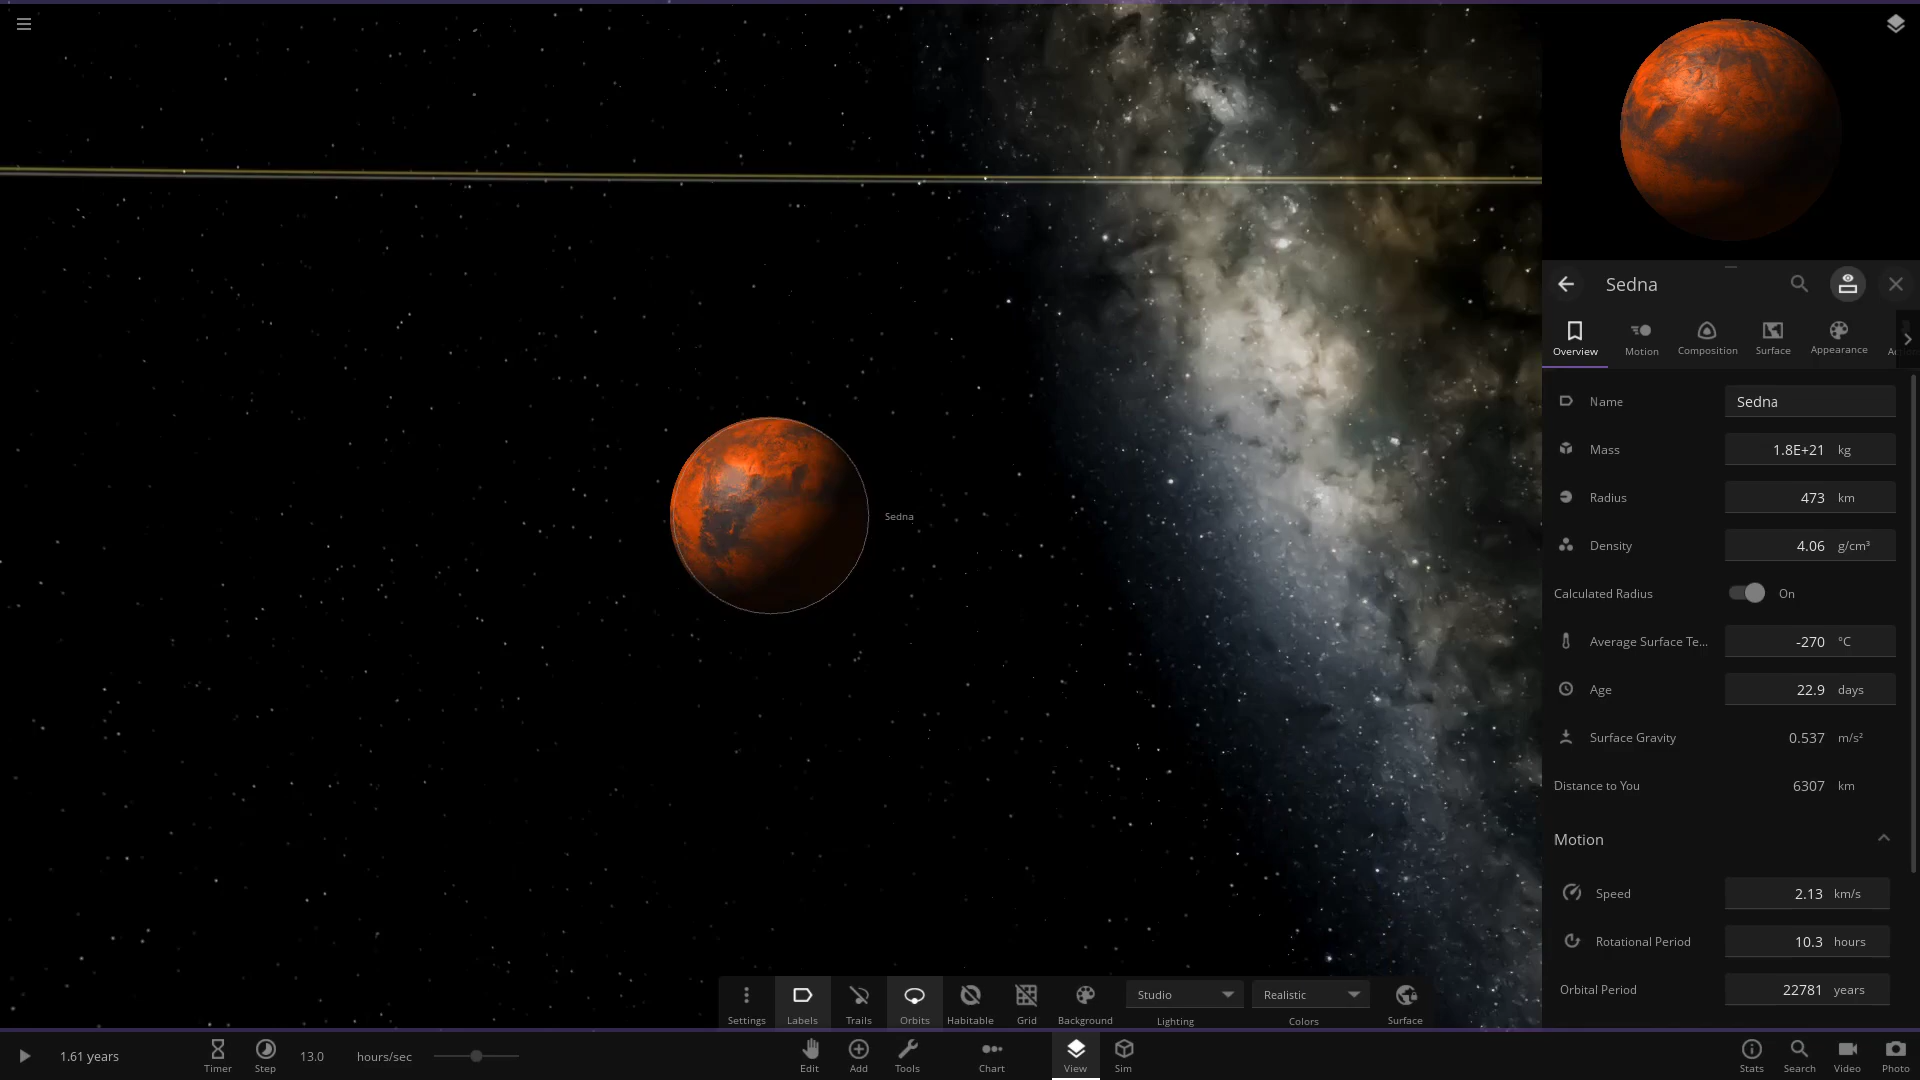 Sedna
Sedna
Overview
Motion
Composition
Surface
Appearance
Name
Sedna
Mass
1.8E+21 kg
Radius
473 km
Density
4.06 g/cm³
Calculated Radius
On
Average Surface Te...
-270 °C
Age
22.9 days
Surface Gravity
0.537 m/s²
Distance to You
6307 km
Motion
Speed
2.13 km/s
Rotational Period
10.3 hours
Orbital Period
22781 years
Settings
Labels
Trails
Orbits
Habitable
Grid
Background
Studio
Lighting
Realistic
Colors
Surface
1.61 years
Timer
Step
13.0 hours/sec
Edit
Add
Tools
Chart
View
Sim
Stats
Search
Video
Photo